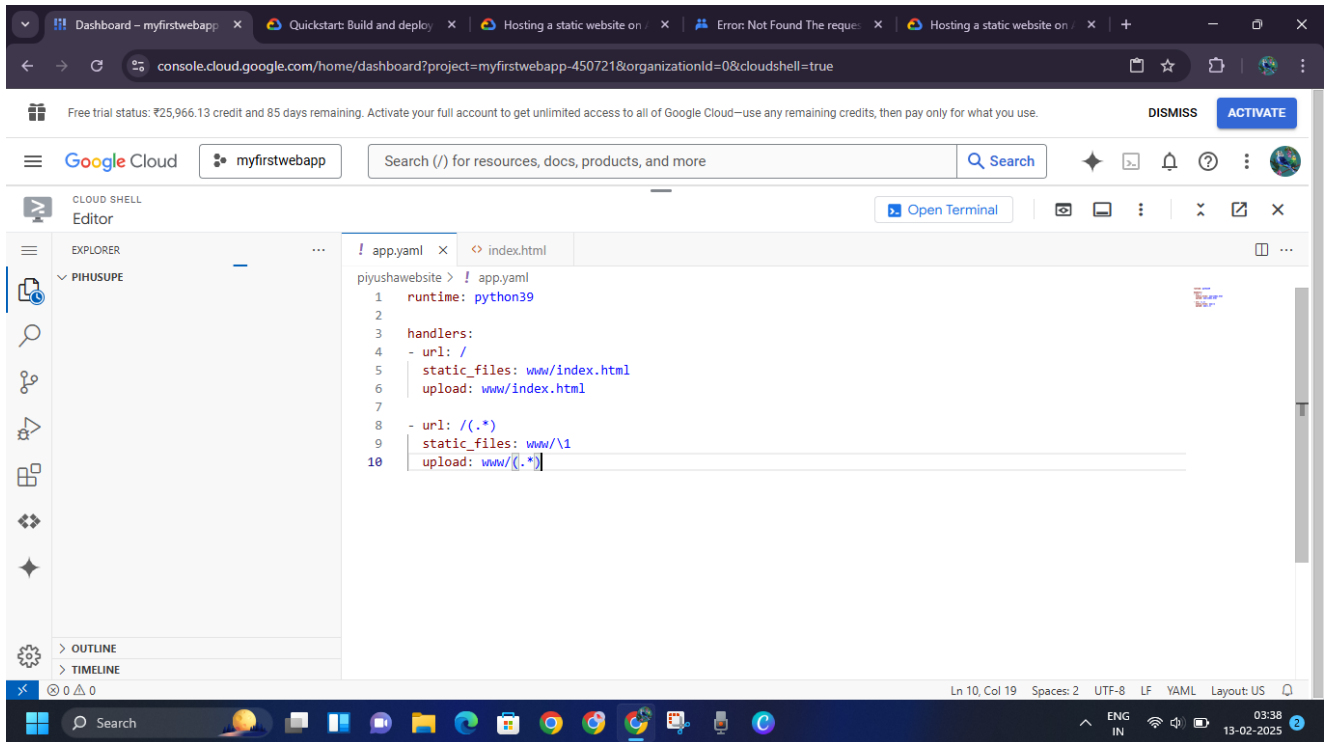 Dashboard – myfirstwebapp
Quickstart: Build and deploy
Hosting a static website on
Error: Not Found The reques
Hosting a static website on
console.cloud.google.com/home/dashboard?project=myfirstwebapp-450721&organizationId=0&cloudshell=true
Free trial status: ₹25,966.13 credit and 85 days remaining. Activate your full account to get unlimited access to all of Google Cloud—use any remaining credits, then pay only for what you use.
DISMISS
ACTIVATE
Google Cloud
myfirstwebapp
Search (/) for resources, docs, products, and more
Search
CLOUD SHELL
Editor
Open Terminal
EXPLORER
! app.yaml
<> index.html
PIHUSUPE
piyushawebsite > ! app.yaml
1 runtime: python39
2
3 handlers:
4 - url: /
5 static_files: www/index.html
6 upload: www/index.html
7
8 - url: /(.*)
9 static_files: www/\1
10 upload: www/(.*)
OUTLINE
TIMELINE
0 0
Ln 10, Col 19 Spaces: 2 UTF-8 LF YAML Layout: US
Search
ENG
IN
03:38
13-02-2025
2